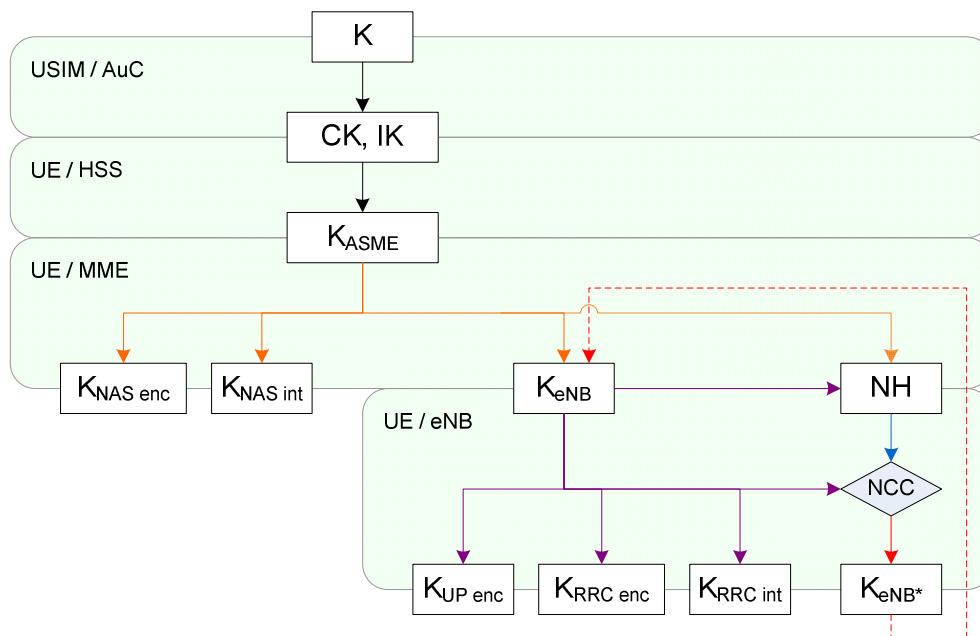 K
USIM / AuC
CK, IK
UE / HSS
KASME
UE / MME
KNAS enc
KNAS int
KeNB
NH
UE / eNB
NCC
KUP enc
KRRC enc
KRRC int
KeNB*